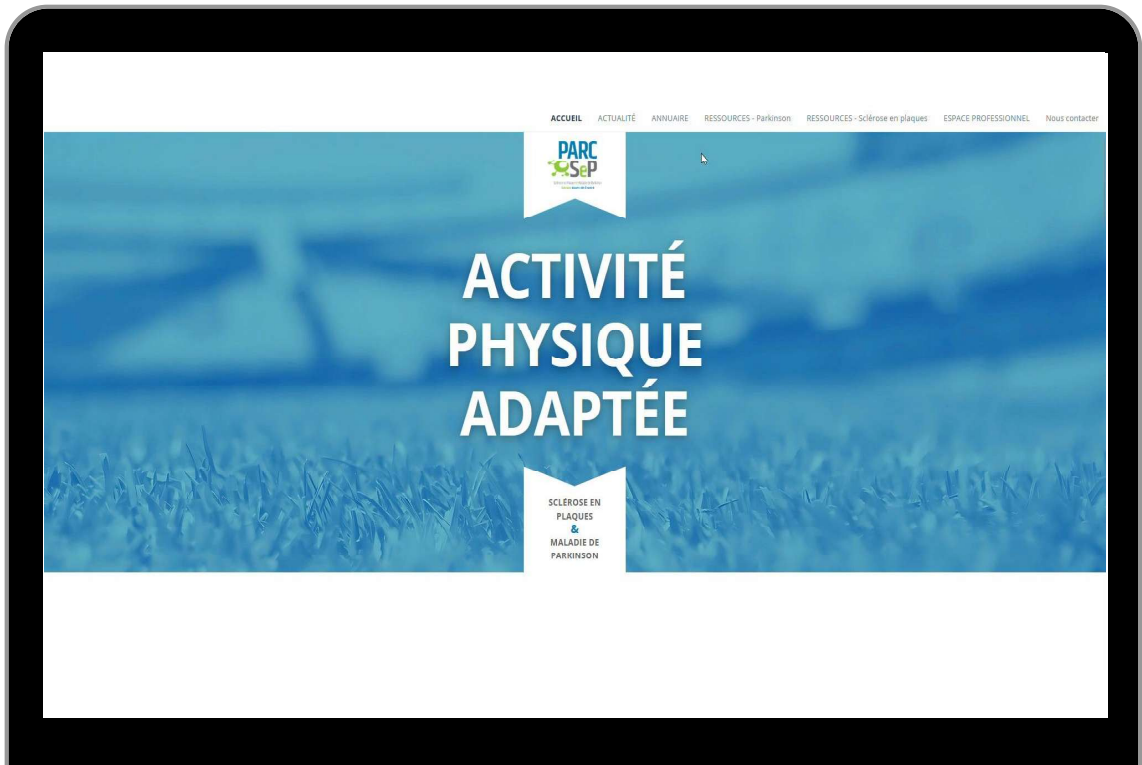 ACCUEIL ACTUALITÉ ANNUAIRE RESSOURCES - Parkinson RESSOURCES - Sclérose en plaques ESPACE PROFESSIONNEL Nous contacter
PARC
SeP
ACTIVITÉ
PHYSIQUE
ADAPTÉE
SCLÉROSE EN
PLAQUES
&
MALADIE DE
PARKINSON